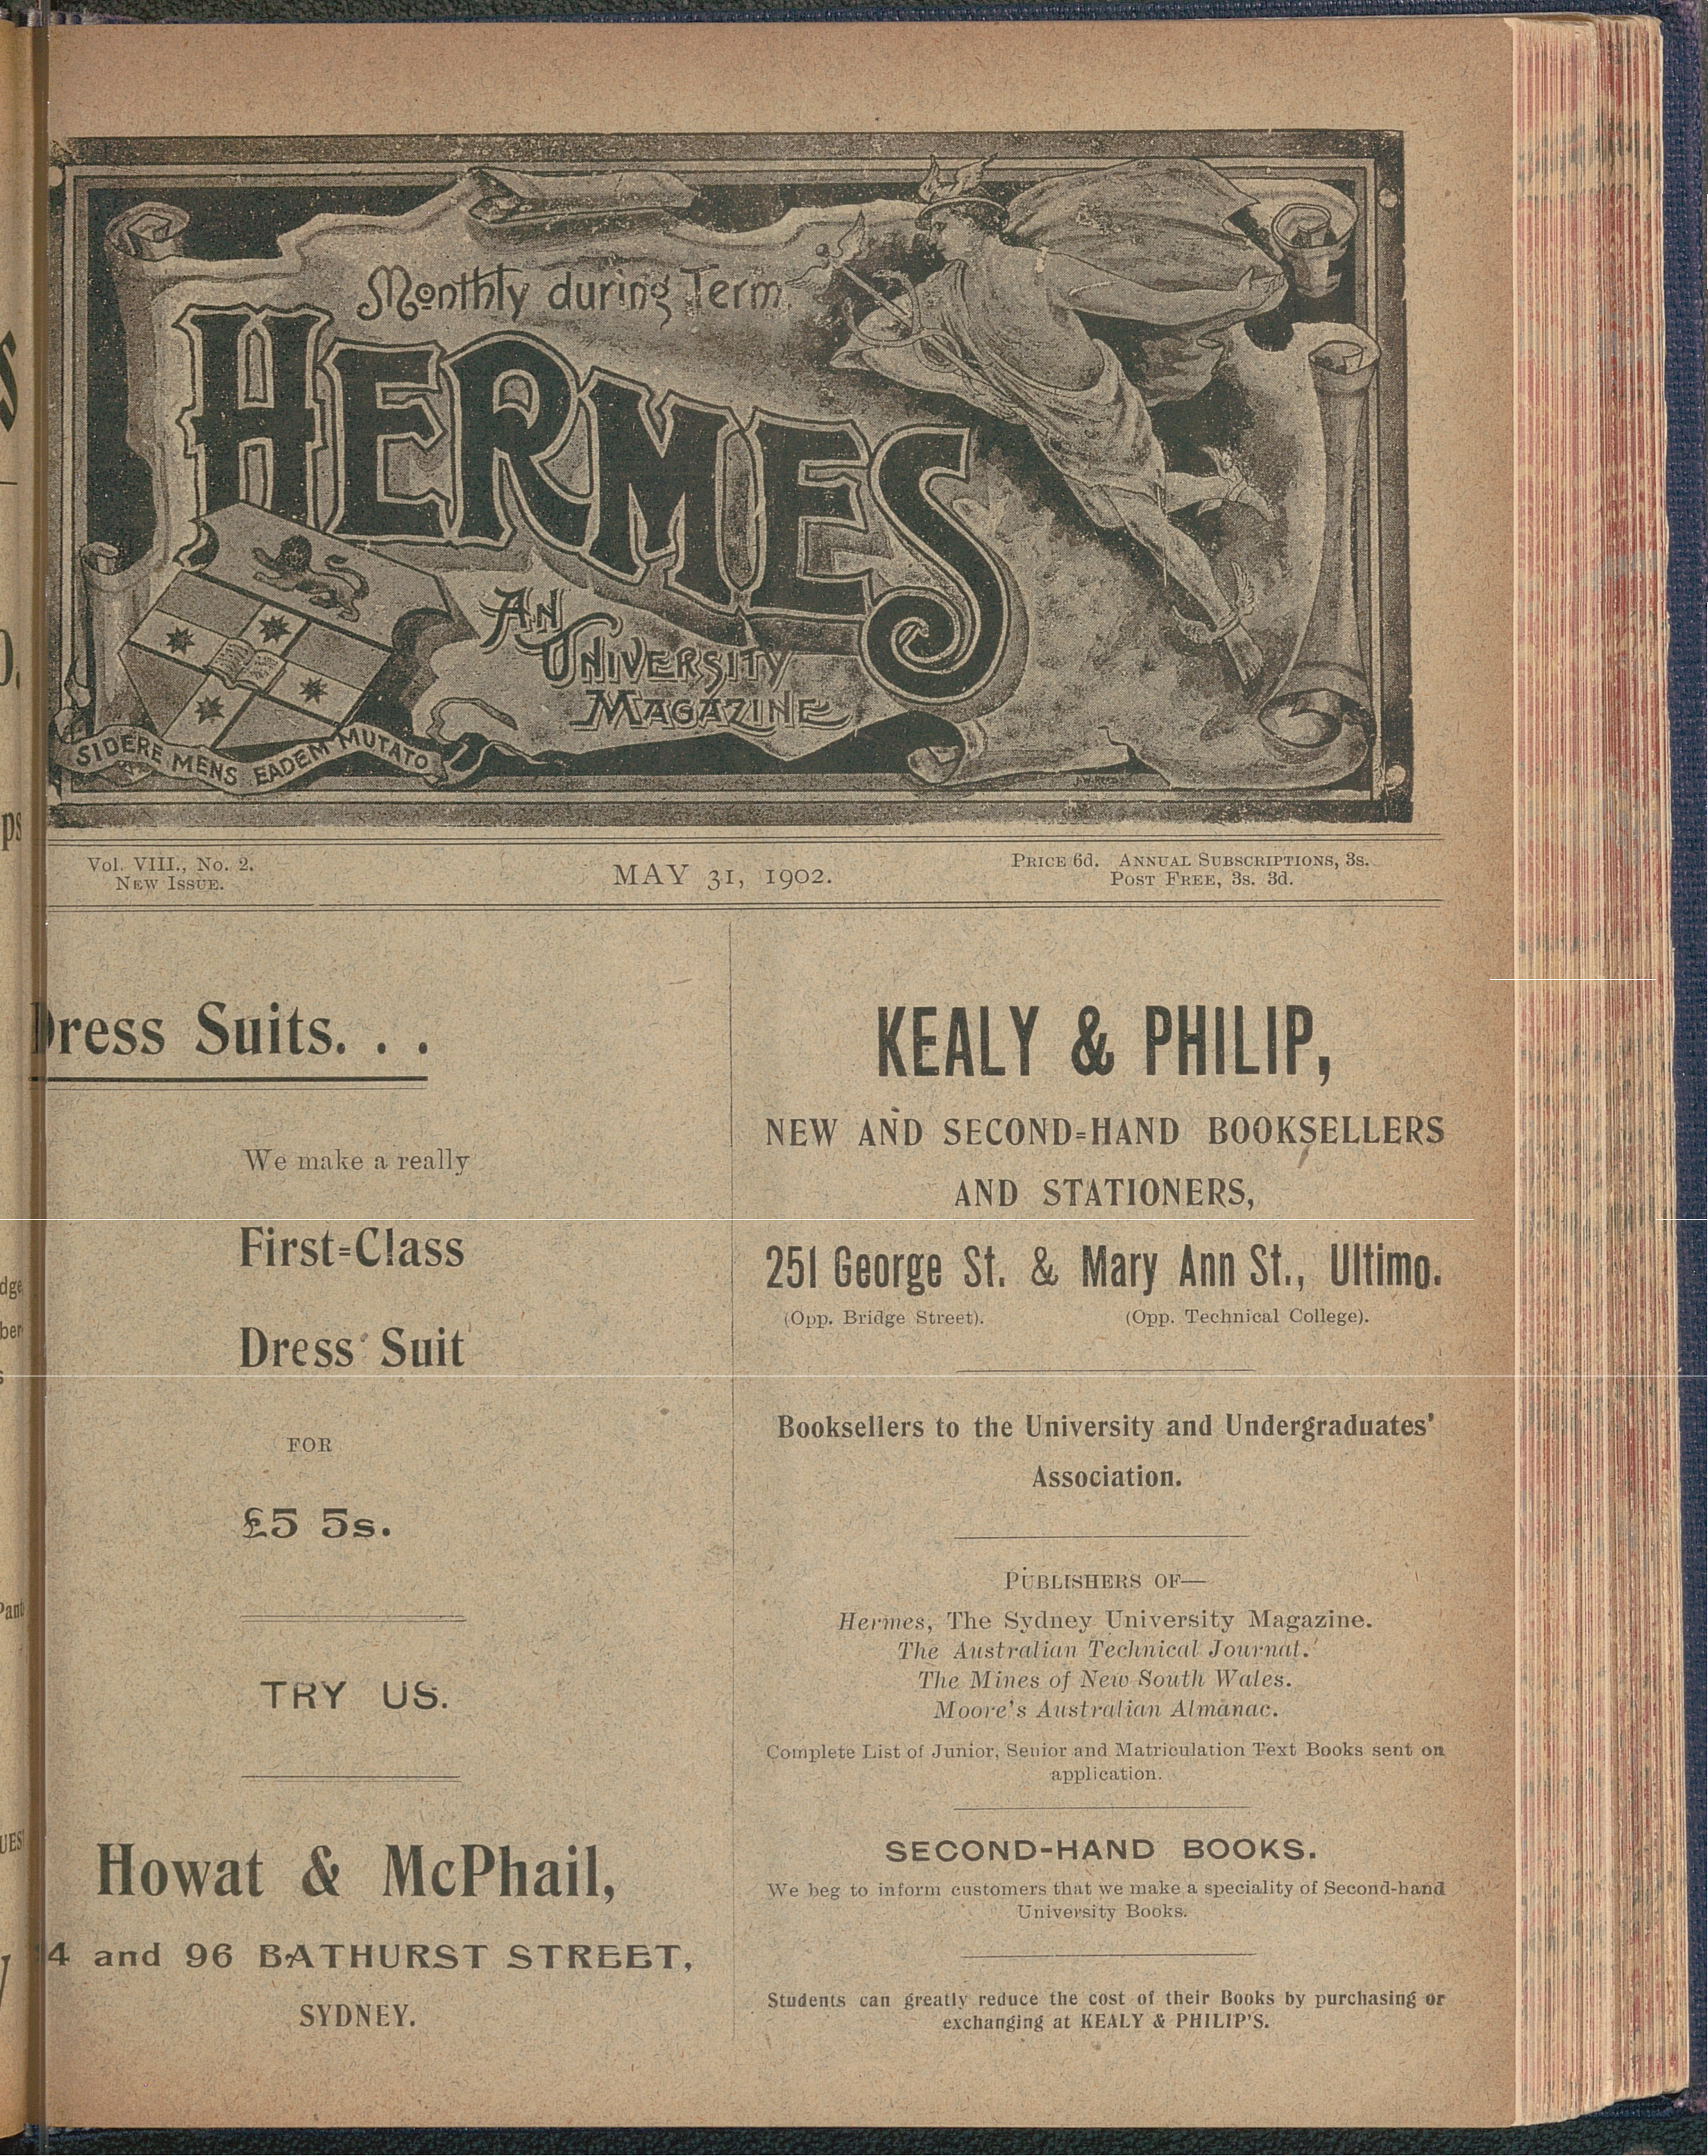 Monthly during Term.
HERMES
AN
UNIVERSITY
MAGAZINE
SIDERE MENS EADEM MUTATO
Vol. VIII., No. 2.
NEW ISSUE.
MAY 31, 1902.
PRICE 6d. ANNUAL SUBSCRIPTIONS, 3s.
POST FREE, 3s. 3d.
Dress Suits. . .
We make a really
First-Class
Dress Suit
FOR
£5 5s.
TRY US.
Howat & McPhail,
4 and 96 BATHURST STREET,
SYDNEY.
KEALY & PHILIP,
NEW AND SECOND-HAND BOOKSELLERS
AND STATIONERS,
251 George St. & Mary Ann St., Ultimo.
(Opp. Bridge Street). (Opp. Technical College).
Booksellers to the University and Undergraduates'
Association.
PUBLISHERS OF—
Hermes, The Sydney University Magazine.
The Australian Technical Journal.
The Mines of New South Wales.
Moore's Australian Almanac.
Complete List of Junior, Senior and Matriculation Text Books sent on
application.
SECOND-HAND BOOKS.
We beg to inform customers that we make a speciality of Second-hand
University Books.
Students can greatly reduce the cost of their Books by purchasing or
exchanging at KEALY & PHILIP'S.